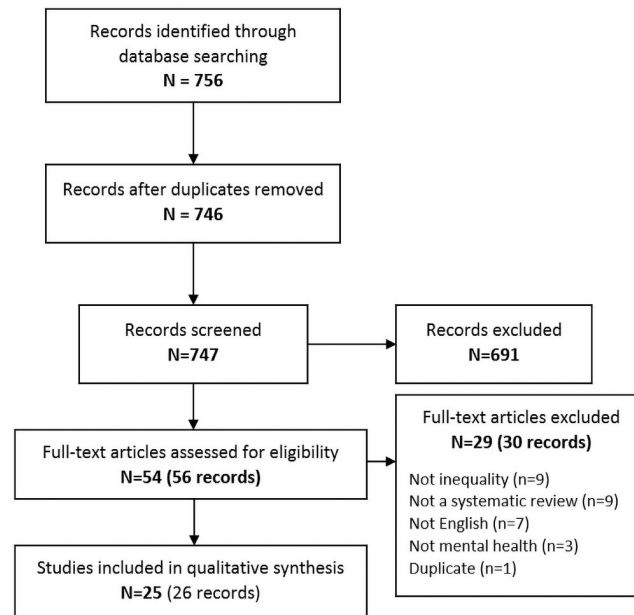 Records identified through
database searching
N = 756
Records after duplicates removed
N = 746
Records screened
N=747
Records excluded
N=691
Full-text articles assessed for eligibility
N=54 (56 records)
Full-text articles excluded
N=29 (30 records)
Not inequality (n=9)
Not a systematic review (n=9)
Not English (n=7)
Not mental health (n=3)
Duplicate (n=1)
Studies included in qualitative synthesis
N=25 (26 records)